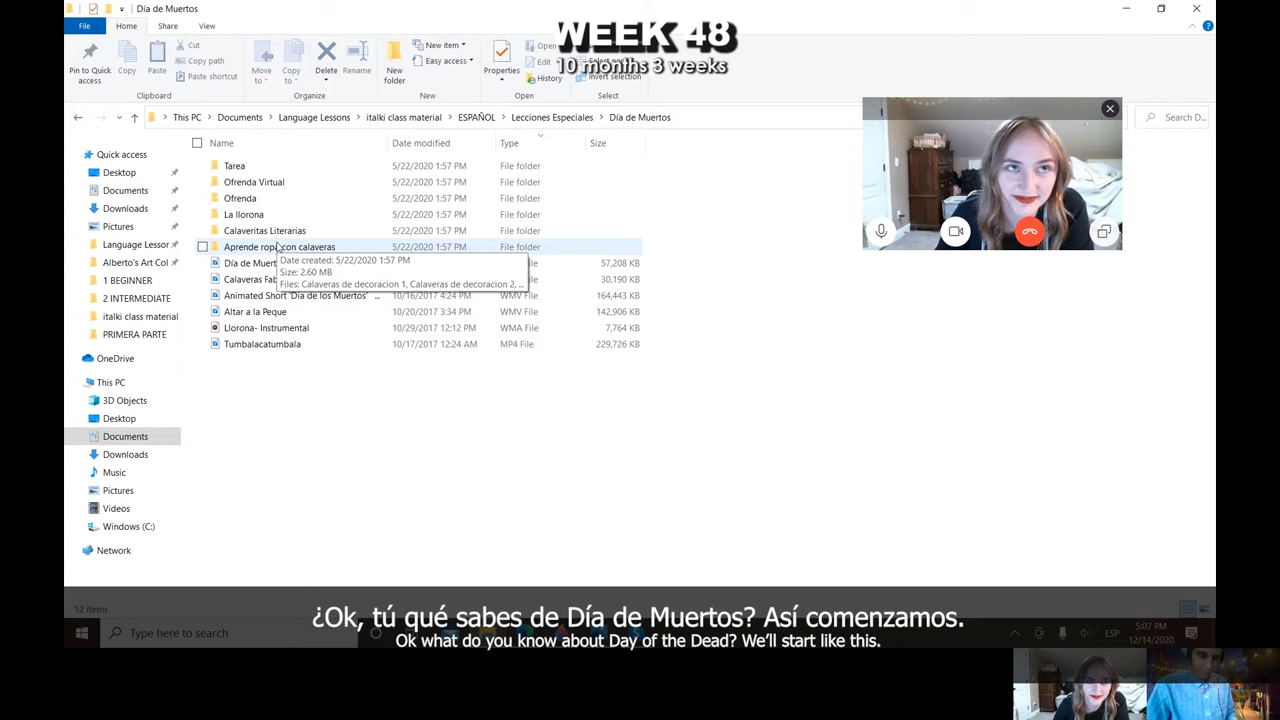 Día de Muertos
File Home Share View
WEEK 48
10 months 3 weeks
Pin to Quick access
Copy
Paste
Cut
Copy path
Paste shortcut
Clipboard
Move to
Copy to
Delete
Rename
Organize
New folder
New item
Easy access
New
Properties
Open
Edit
History
Open
Invert selection
Select
This PC > Documents > Language Lessons > italki class material > ESPAÑOL > Lecciones Especiales > Día de Muertos
Search D...
Quick access
Desktop
Documents
Downloads
Pictures
Language Lessor
Alberto's Art Col
1 BEGINNER
2 INTERMEDIATE
italki class material
PRIMERA PARTE
OneDrive
This PC
3D Objects
Desktop
Documents
Downloads
Music
Pictures
Videos
Windows (C:)
Network
Name Date modified Type Size
Tarea 5/22/2020 1:57 PM File folder
Ofrenda Virtual 5/22/2020 1:57 PM File folder
Ofrenda 5/22/2020 1:57 PM File folder
La llorona 5/22/2020 1:57 PM File folder
Calaveritas Literarias 5/22/2020 1:57 PM File folder
Aprende ropa con calaveras 5/22/2020 1:57 PM File folder
Día de Muert 57,208 KB
Calaveras Fab 30,190 KB
Animated Short "Dia de los Muertos" ... 10/16/2017 4:24 PM WMV File 164,443 KB
Altar a la Peque 10/20/2017 3:34 PM WMV File 142,906 KB
Llorona- Instrumental 10/29/2017 12:12 PM WMA File 7,764 KB
Tumbalacatumbala 10/17/2017 12:24 AM MP4 File 229,726 KB
Date created: 5/22/2020 1:57 PM
Size: 2.60 MB
Files: Calaveras de decoracion 1, Calaveras de decoracion 2, ...
12 items
¿Ok, tú qué sabes de Día de Muertos? Así comenzamos.
Ok what do you know about Day of the Dead? We'll start like this.
Type here to search
ESP
5:07 PM
12/14/2020